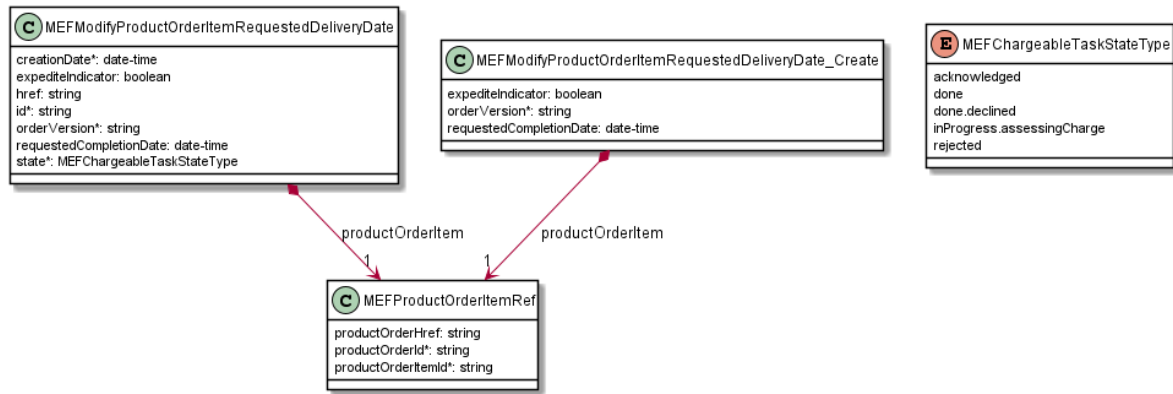 C MEFModifyProductOrderItemRequestedDeliveryDate
creationDate*: date-time
expediteIndicator: boolean
href: string
id*: string
orderVersion*: string
requestedCompletionDate: date-time
state*: MEFChargeableTaskStateType
C MEFModifyProductOrderItemRequestedDeliveryDate_Create
expediteIndicator: boolean
orderVersion*: string
requestedCompletionDate: date-time
E MEFChargeableTaskStateType
acknowledged
done
done.declined
inProgress.assessingCharge
rejected
productOrderItem
1
productOrderItem
1
C MEFProductOrderItemRef
productOrderHref: string
productOrderId*: string
productOrderItemId*: string